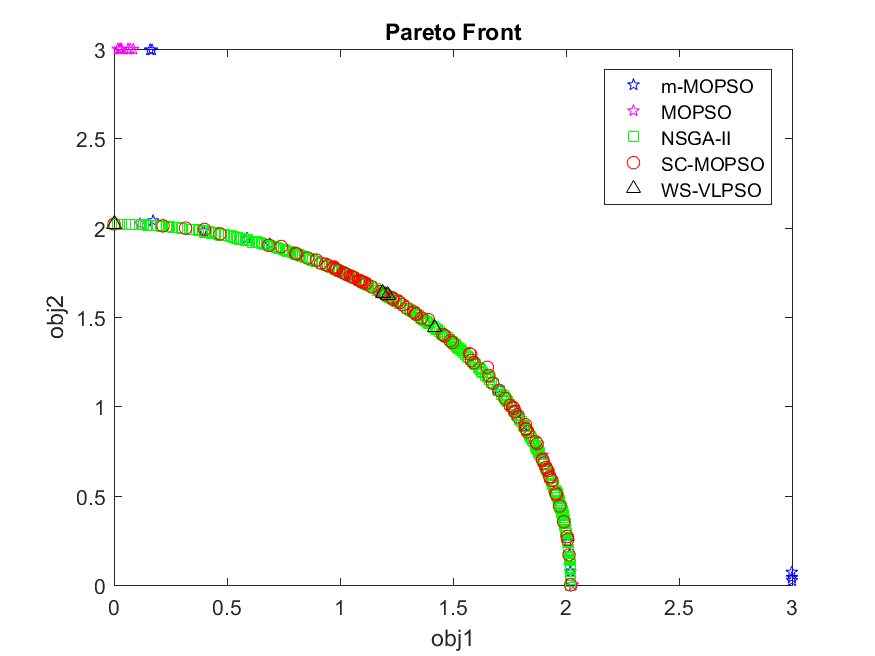 Pareto Front
3
2.5
2
1.5
1
0.5
0
obj2
0
0.5
1
1.5
2
2.5
3
obj1
m-MOPSO
MOPSO
NSGA-II
SC-MOPSO
WS-VLPSO